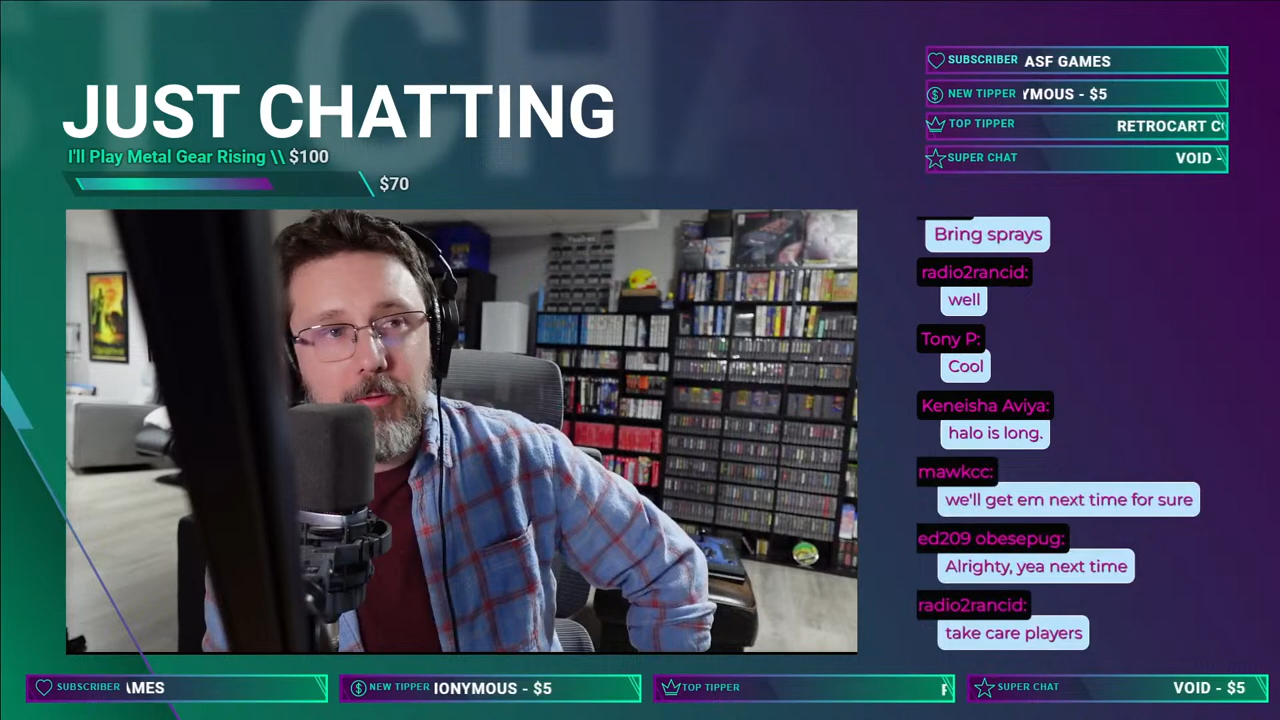 JUST CHATTING
I'll Play Metal Gear Rising \\ $100
$70
SUBSCRIBER ASF GAMES
NEW TIPPER YMOUS - $5
TOP TIPPER RETROCART
SUPER CHAT VOID -
Bring sprays
radio2rancid:
well
Tony P:
Cool
Keneisha Aviya:
halo is long.
mawkcc:
we'll get em next time for sure
ed209 obesepug:
Alrighty, yea next time
radio2rancid:
take care players
SUBSCRIBER AMES
NEW TIPPER IONYMOUS - $5
TOP TIPPER
SUPER CHAT VOID - $5